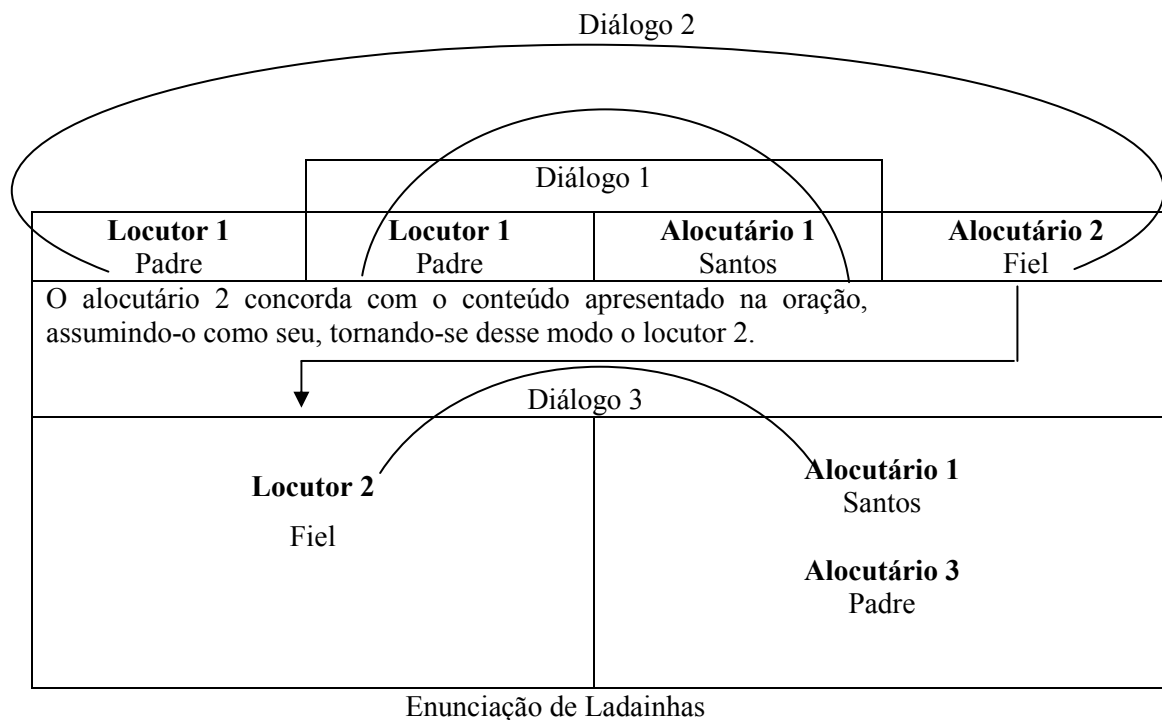 Diálogo 2
Diálogo 1
Locutor 1 Locutor 1 Alocutário 1 Alocutário 2
Padre Padre Santos Fiel
O alocutário 2 concorda com o conteúdo apresentado na oração,
assumindo-o como seu, tornando-se desse modo o locutor 2.
Diálogo 3
Locutor 2
Fiel
Alocutário 1
Santos
Alocutário 3
Padre
Enunciação de Ladainhas